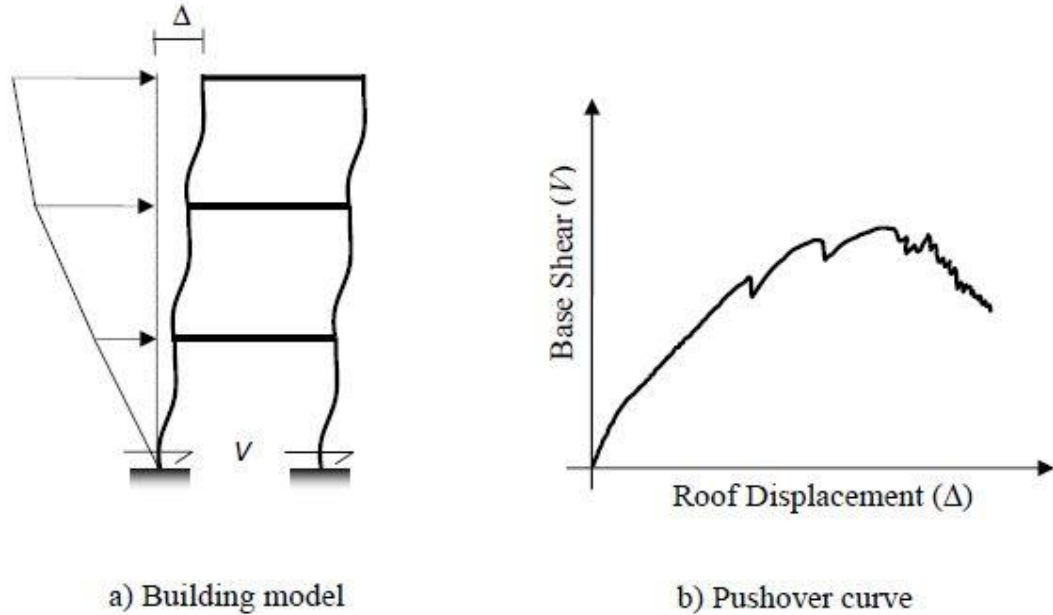 Δ
V
a) Building model
Base Shear (V)
Roof Displacement (Δ)
b) Pushover curve